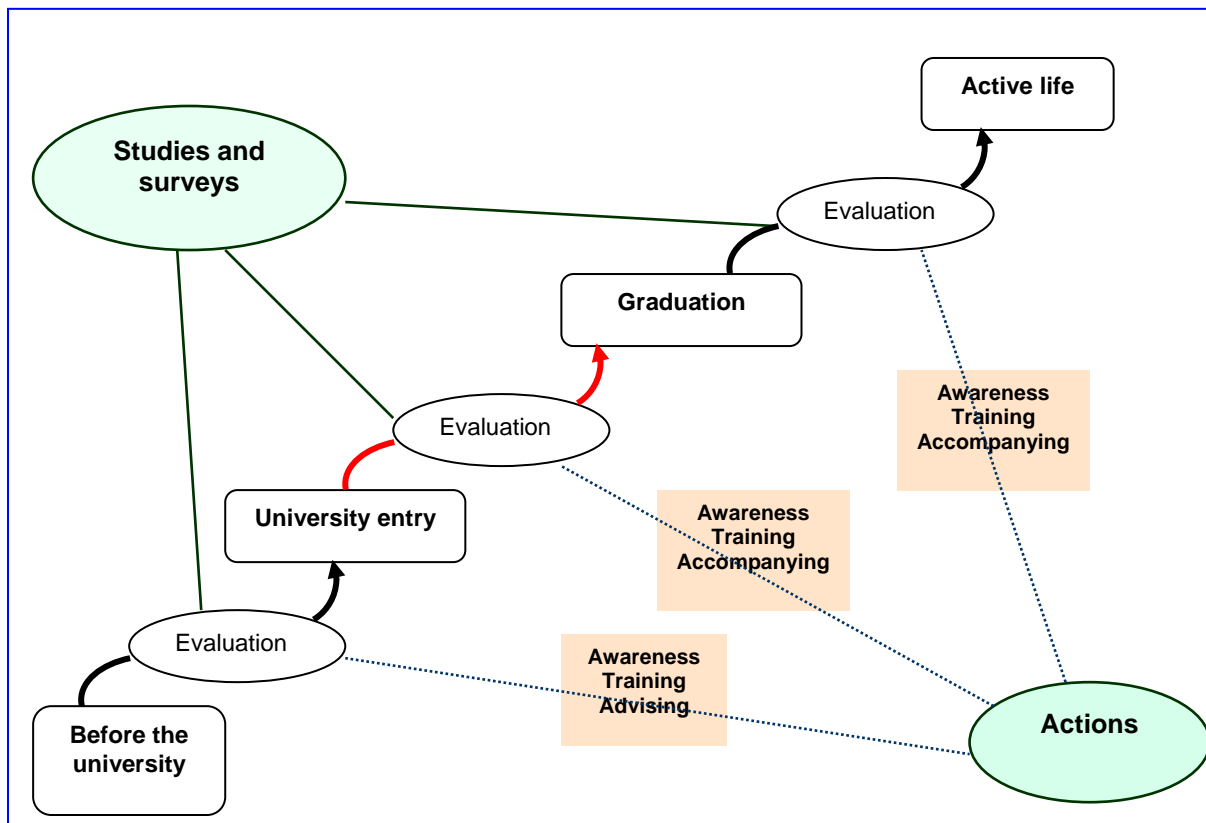 Active life
Studies and
surveys
Evaluation
Graduation
Awareness
Training
Accompanying
Evaluation
University entry
Awareness
Training
Accompanying
Evaluation
Awareness
Training
Advising
Before the
university
Actions